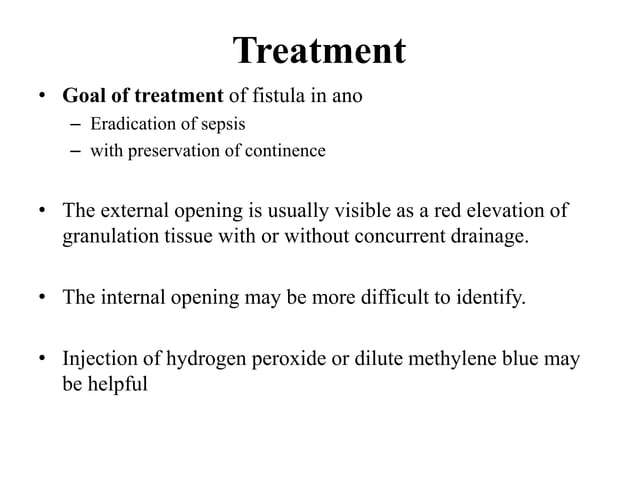 Treatment
• Goal of treatment of fistula in ano
– Eradication of sepsis
– with preservation of continence
• The external opening is usually visible as a red elevation of
granulation tissue with or without concurrent drainage.
• The internal opening may be more difficult to identify.
• Injection of hydrogen peroxide or dilute methylene blue may
be helpful